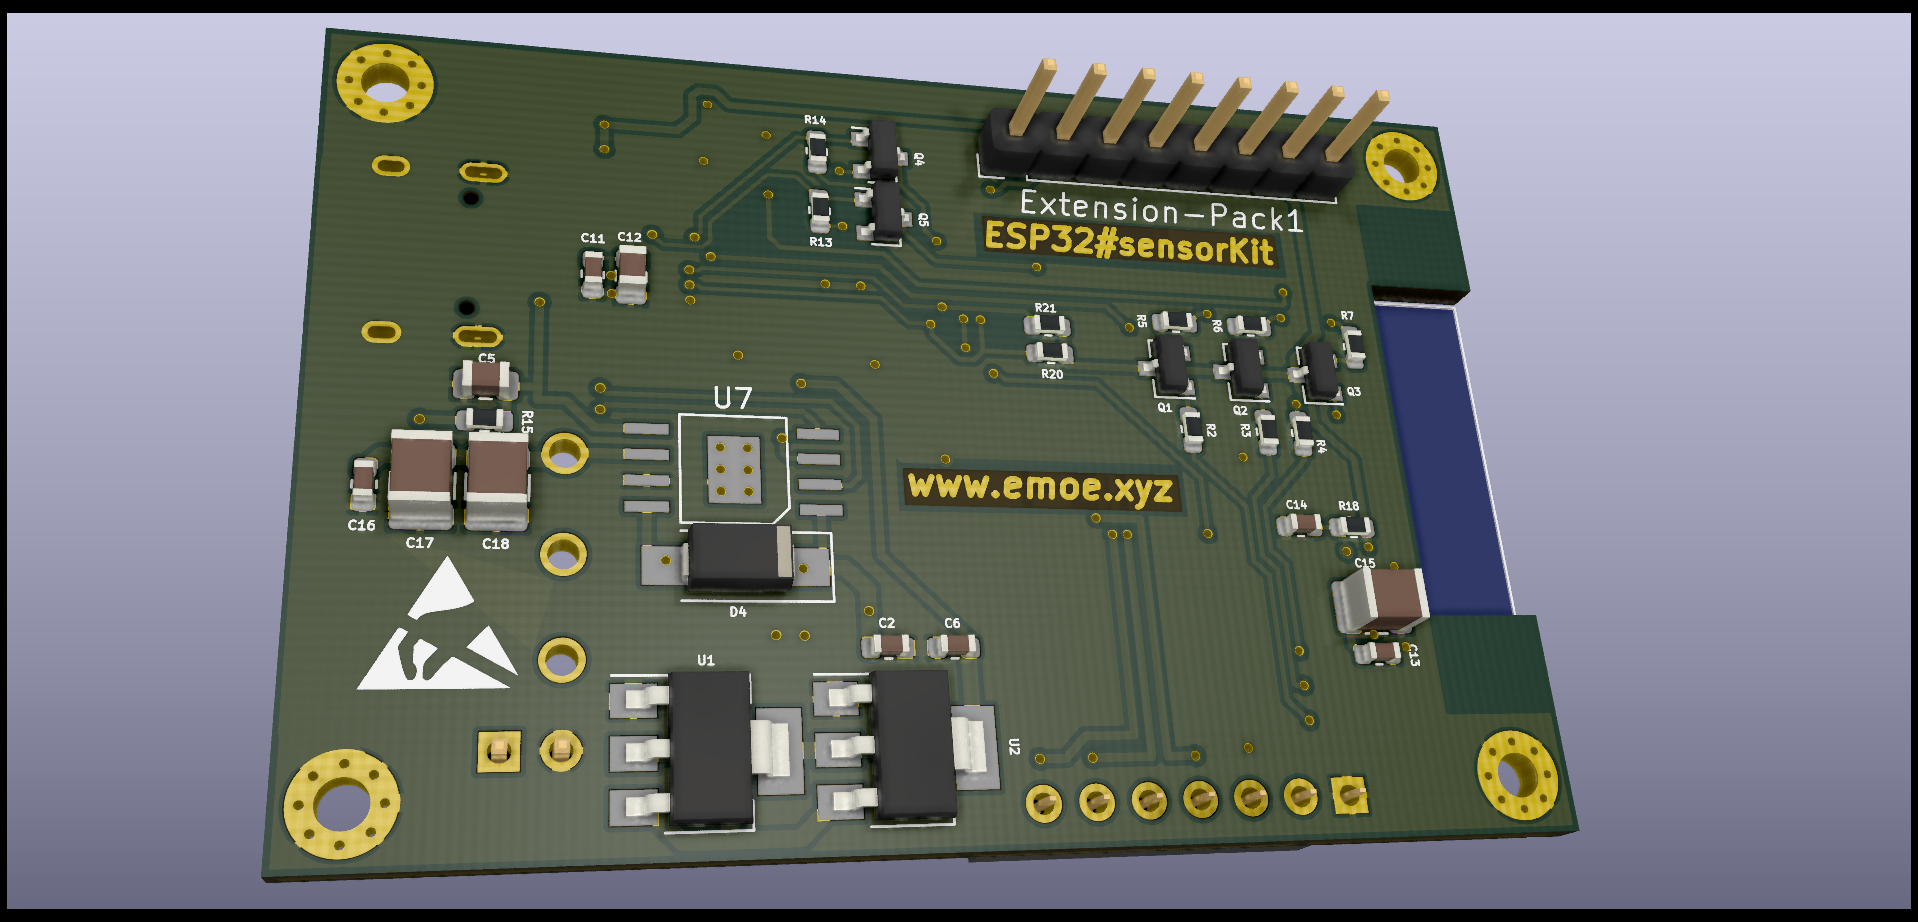 R14
Q4
R13
Q5
Extension-Pack1
ESP32#sensorKit
C11
C12
R21
R20
R5
R6
R7
Q1
Q2
Q3
R2
R3
R4
C5
R15
U7
www.emoe.xyz
C16
C17
C18
C14
R18
C15
D4
C2
C6
C13
U1
U2